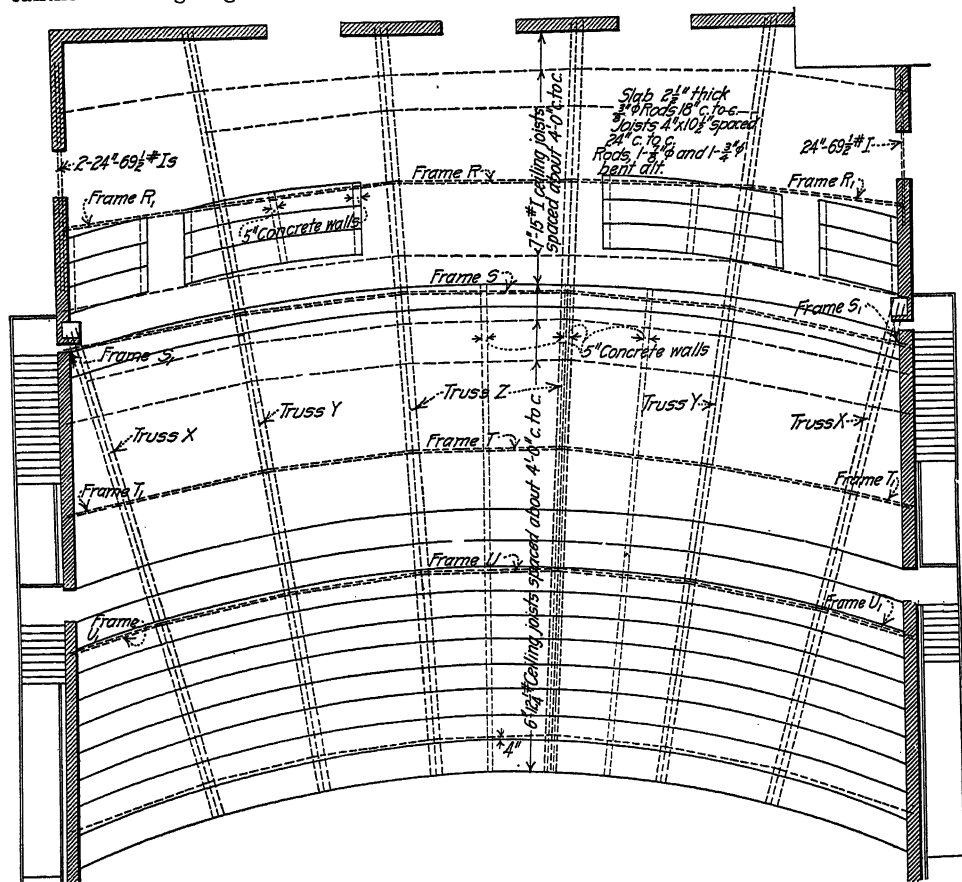 Slab 2½" thick
⅜"φ Rods 18" c. to c.
Joists 4"x10½" spaced
24" c. to c.
Rods, 1-⅞"φ and 1-¾"φ
bent alt.
2-24"-69½# Is
24"-69½# I
Frame R₁
Frame R
Frame R₁
7" 15# I ceiling joists
spaced about 4'-0" c. to c.
5" Concrete walls
Frame S
Frame S₁
Frame S₁
5" Concrete walls
Truss X
Truss Y
Truss Z
Truss Y
Truss X
Frame T
Frame T₁
Frame T₁
6" 12¼# Ceiling joists spaced about 4'-0" c. to c.
Frame U
Frame
U₁
Frame U₁
4"